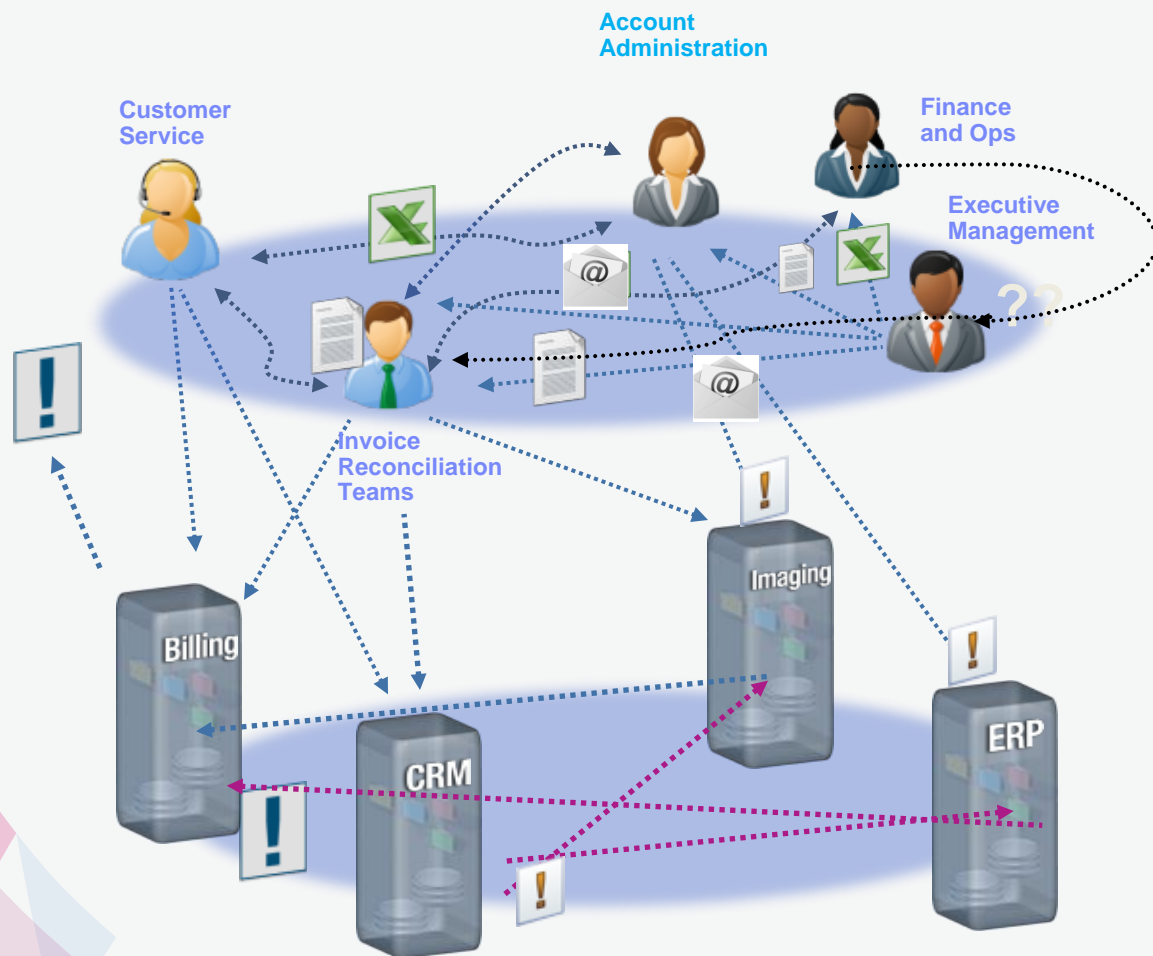 Account
Administration
Customer
Service
Finance
and Ops
Executive
Management
@
??
@
!
Invoice
Reconciliation
Teams
!
Imaging
Billing
!
ERP
CRM
!
!